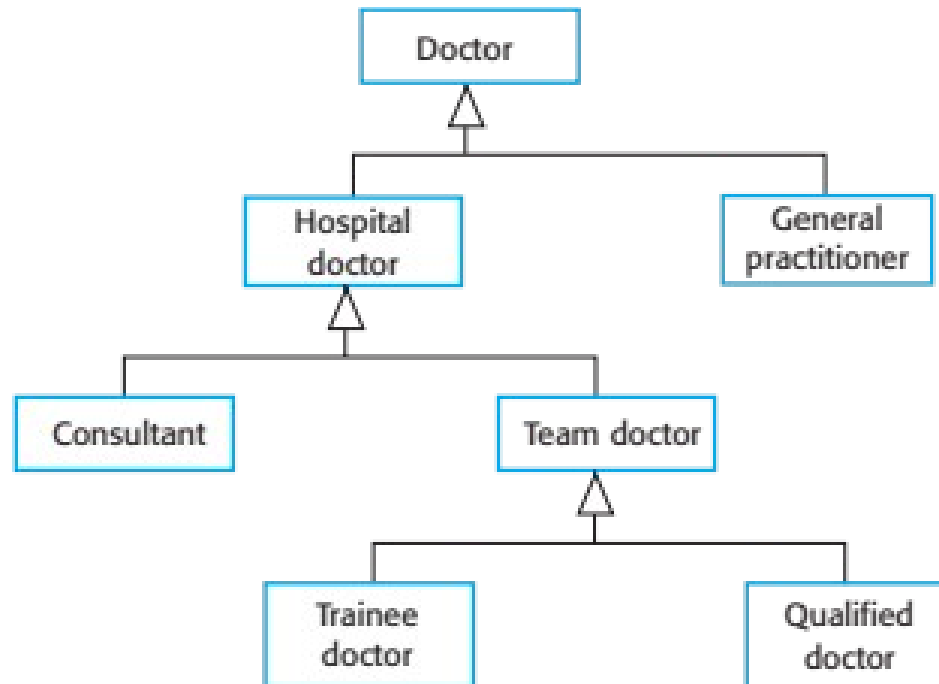 Doctor
Hospital
doctor
General
practitioner
Consultant
Team doctor
Trainee
doctor
Qualified
doctor